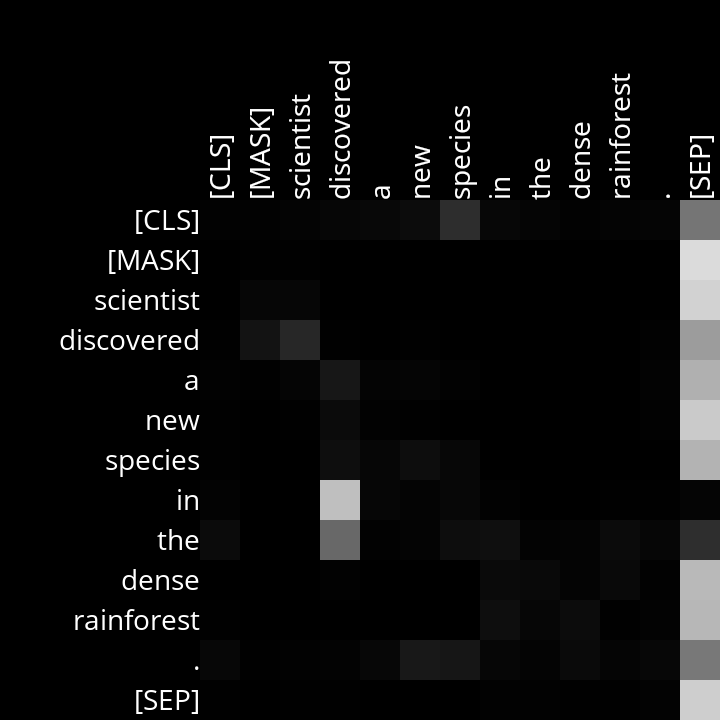 [CLS] [MASK] scientist discovered a new species in the dense rainforest . [SEP]
[CLS]
[MASK]
scientist
discovered
a
new
species
in
the
dense
rainforest
.
[SEP]